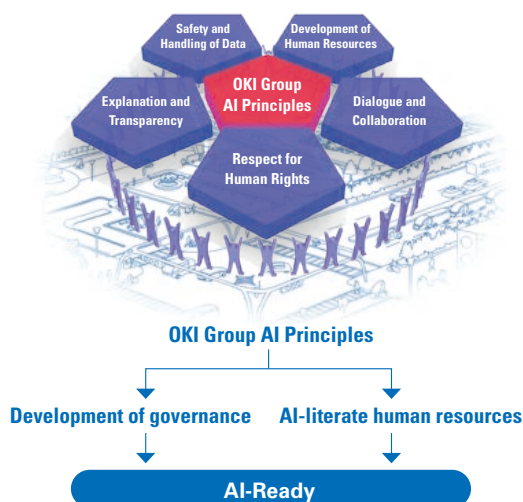 Safety and
Handling of Data
Development of
Human Resources
OKI Group
AI Principles
Explanation and
Transparency
Dialogue and
Collaboration
Respect for
Human Rights
OKI Group AI Principles
Development of governance
AI-literate human resources
AI-Ready